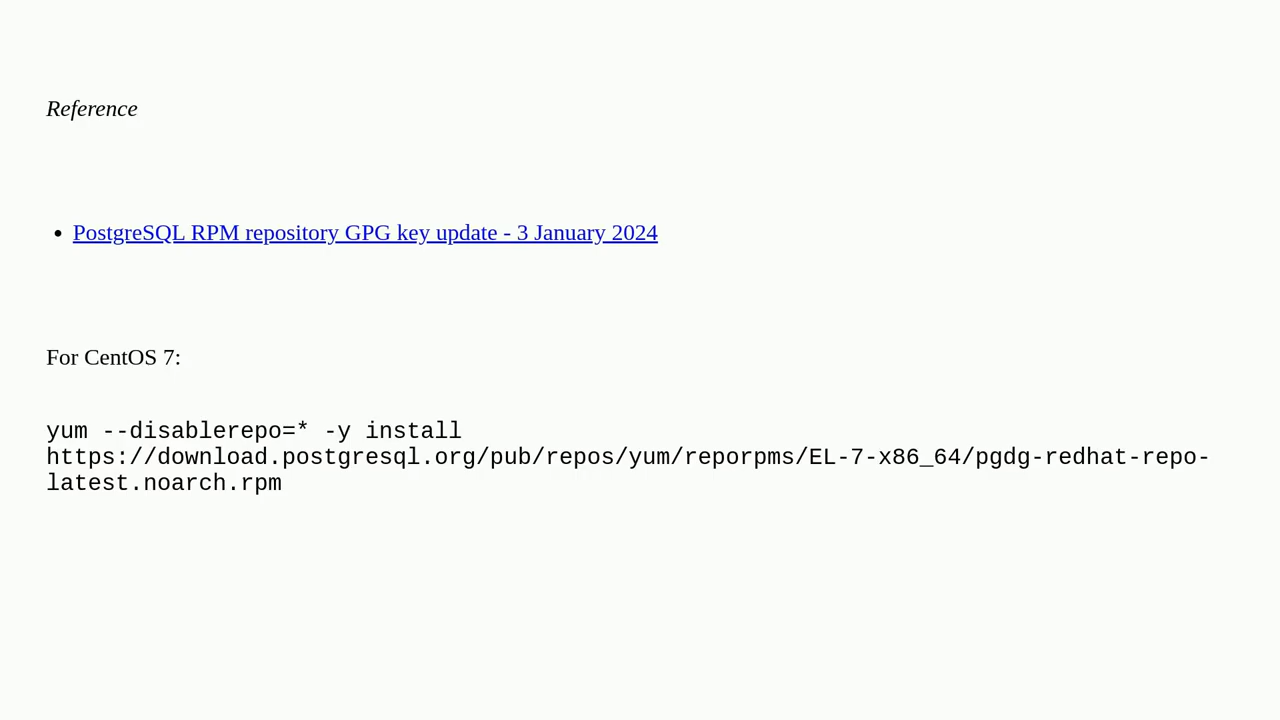 Reference
PostgreSQL RPM repository GPG key update - 3 January 2024
For CentOS 7:
yum --disablerepo=* -y install
https://download.postgresql.org/pub/repos/yum/reporpms/EL-7-x86_64/pgdg-redhat-repo-
latest.noarch.rpm